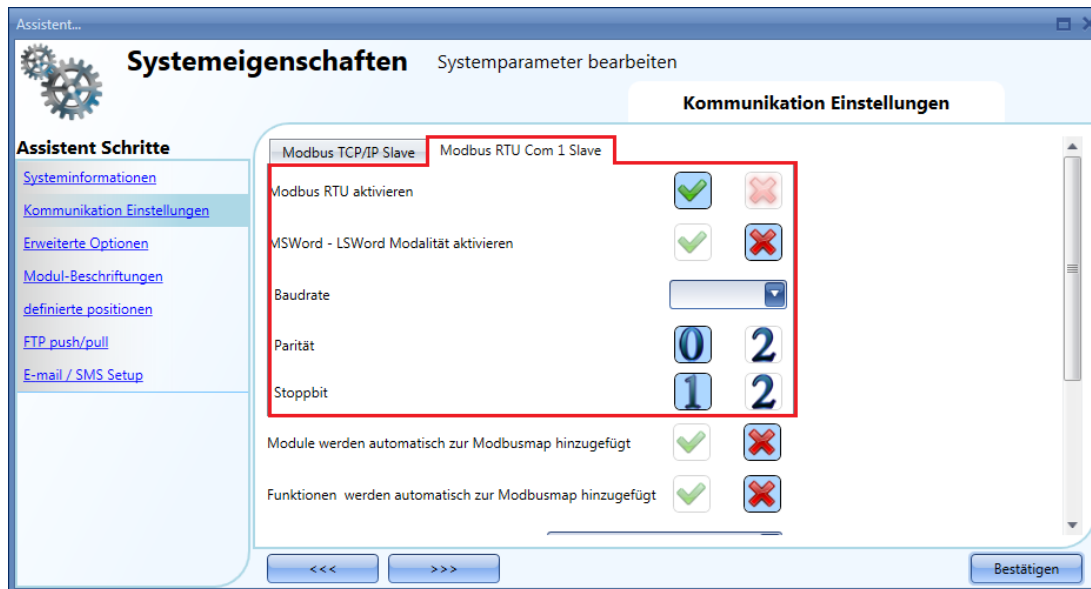 Assistent...
Systemeigenschaften Systemparameter bearbeiten
Kommunikation Einstellungen
Assistent Schritte
Systeminformationen
Kommunikation Einstellungen
Erweiterte Optionen
Modul-Beschriftungen
definierte positionen
FTP push/pull
E-mail / SMS Setup
Modbus TCP/IP Slave Modbus RTU Com 1 Slave
Modbus RTU aktivieren
MSWord - LSWord Modalität aktivieren
Baudrate
Parität 0 2
Stoppbit 1 2
Module werden automatisch zur Modbusmap hinzugefügt
Funktionen werden automatisch zur Modbusmap hinzugefügt
<<< >>> Bestätigen